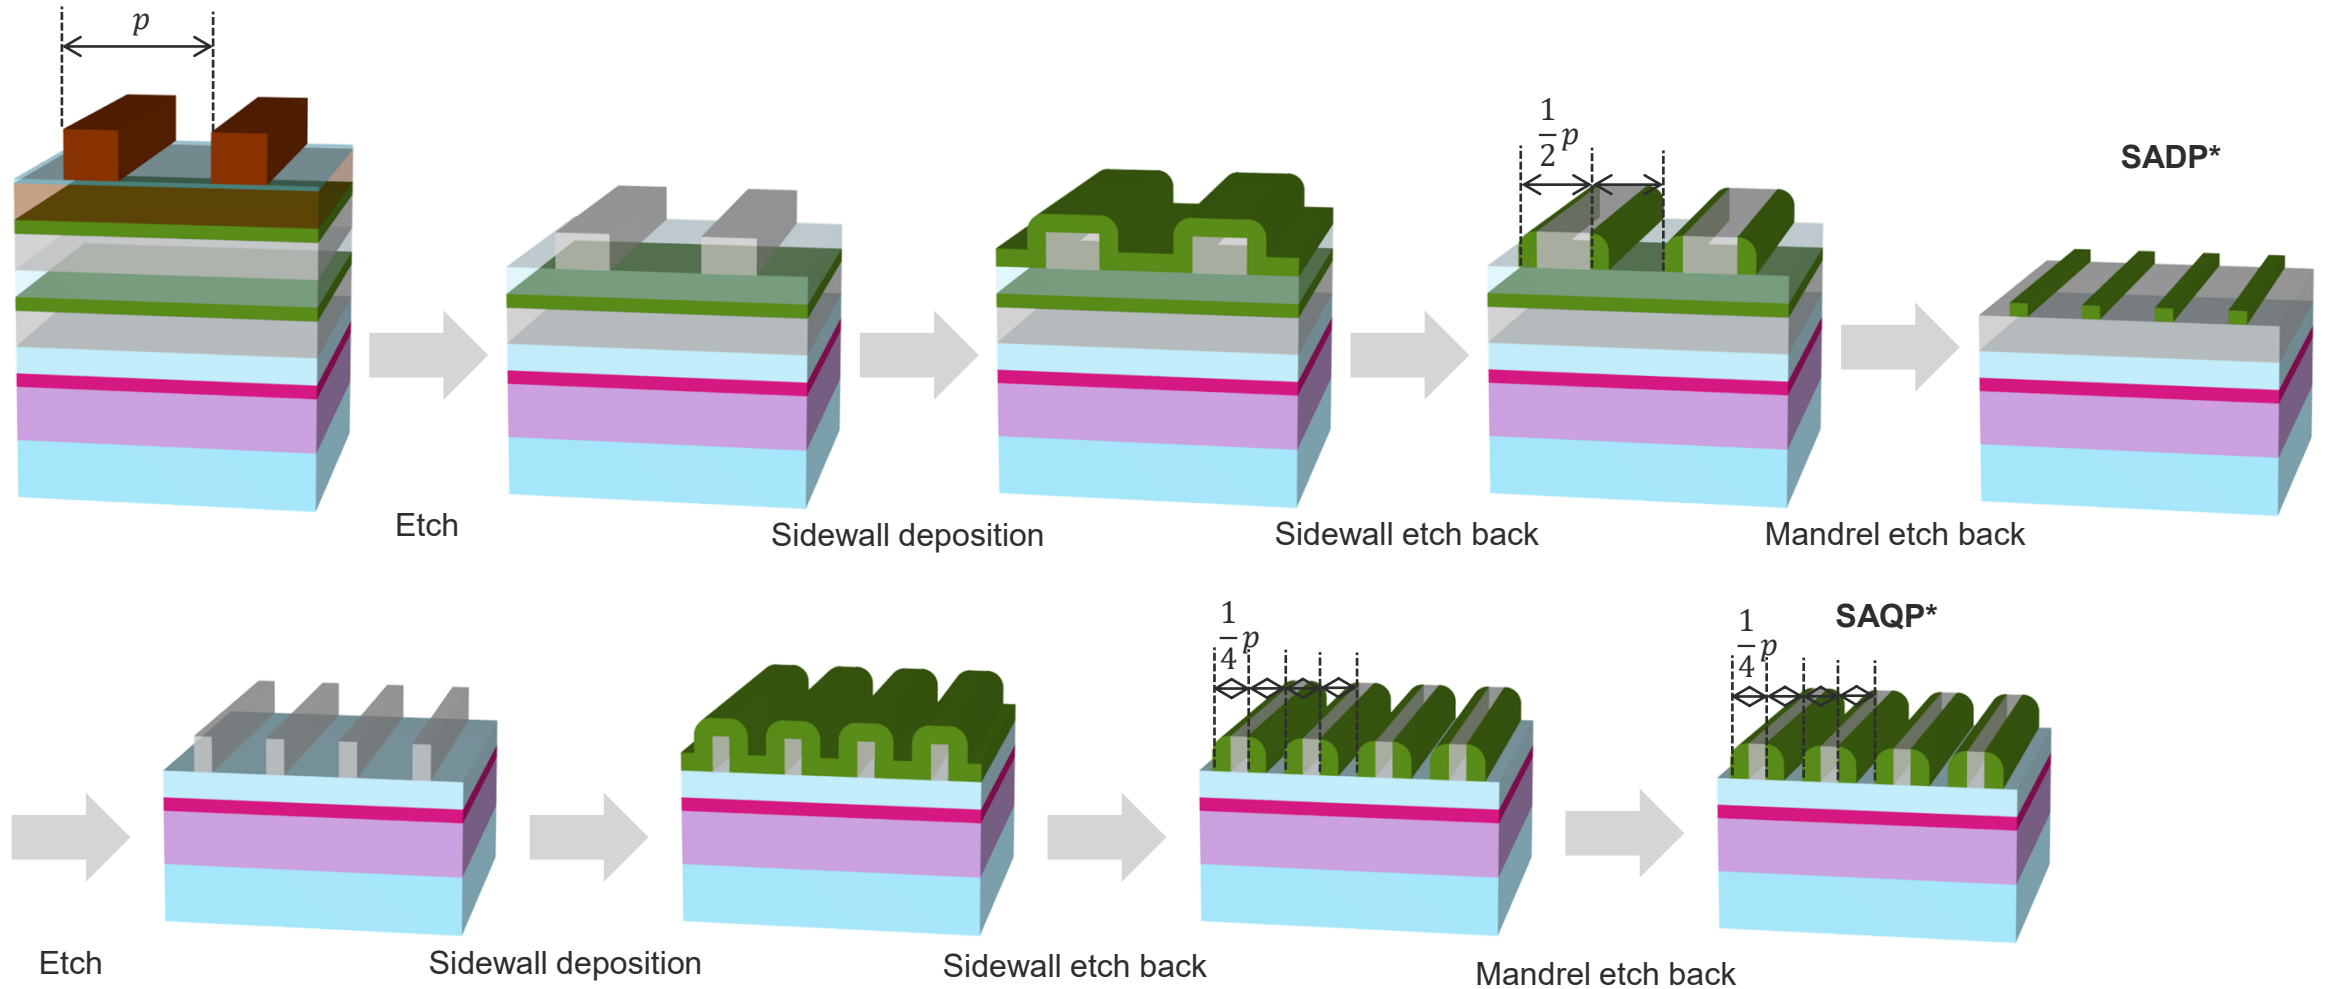 p
1/2 p
SADP*
Etch
Sidewall deposition
Sidewall etch back
Mandrel etch back
1/4 p
1/4 p
SAQP*
Etch
Sidewall deposition
Sidewall etch back
Mandrel etch back